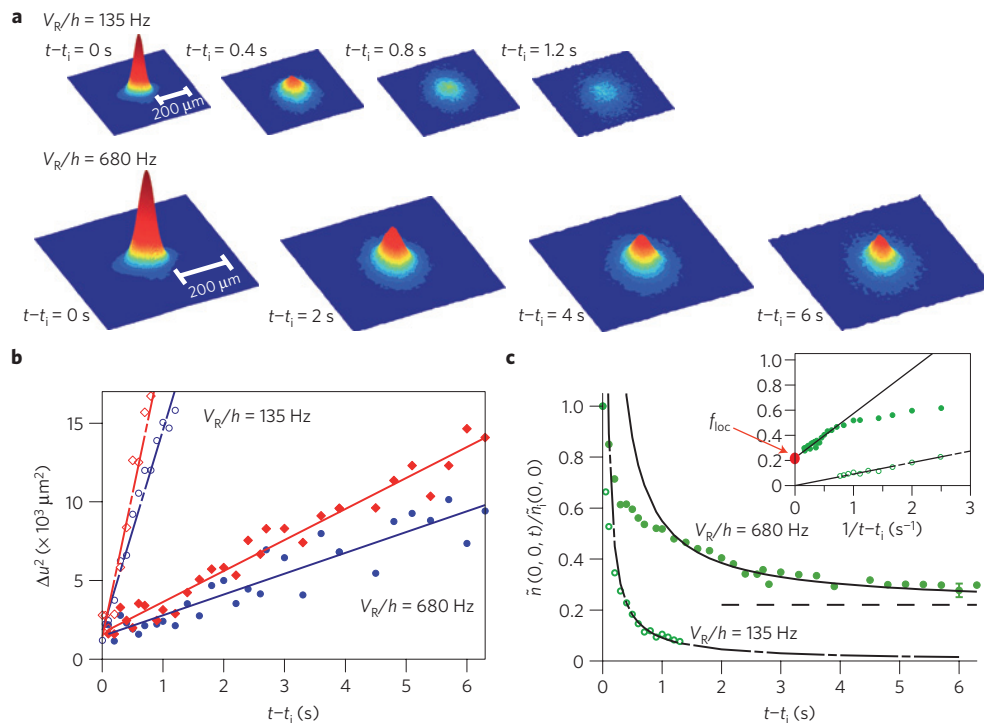 a
V_R/h = 135 Hz
t–t_i = 0 s
t–t_i = 0.4 s
t–t_i = 0.8 s
t–t_i = 1.2 s
200 μm
V_R/h = 680 Hz
200 μm
t–t_i = 0 s
t–t_i = 2 s
t–t_i = 4 s
t–t_i = 6 s
b
Δu² (× 10³ μm²)
15
10
5
0
V_R/h = 135 Hz
V_R/h = 680 Hz
0 1 2 3 4 5 6
t–t_i (s)
c
ñ (0, 0, t)/ñ_i(0, 0)
1.0
0.8
0.6
0.4
0.2
0
1.0
0.8
0.6
0.4
0.2
0
f_loc
0 1 2 3
1/t–t_i (s⁻¹)
V_R/h = 680 Hz
V_R/h = 135 Hz
0 1 2 3 4 5 6
t–t_i (s)